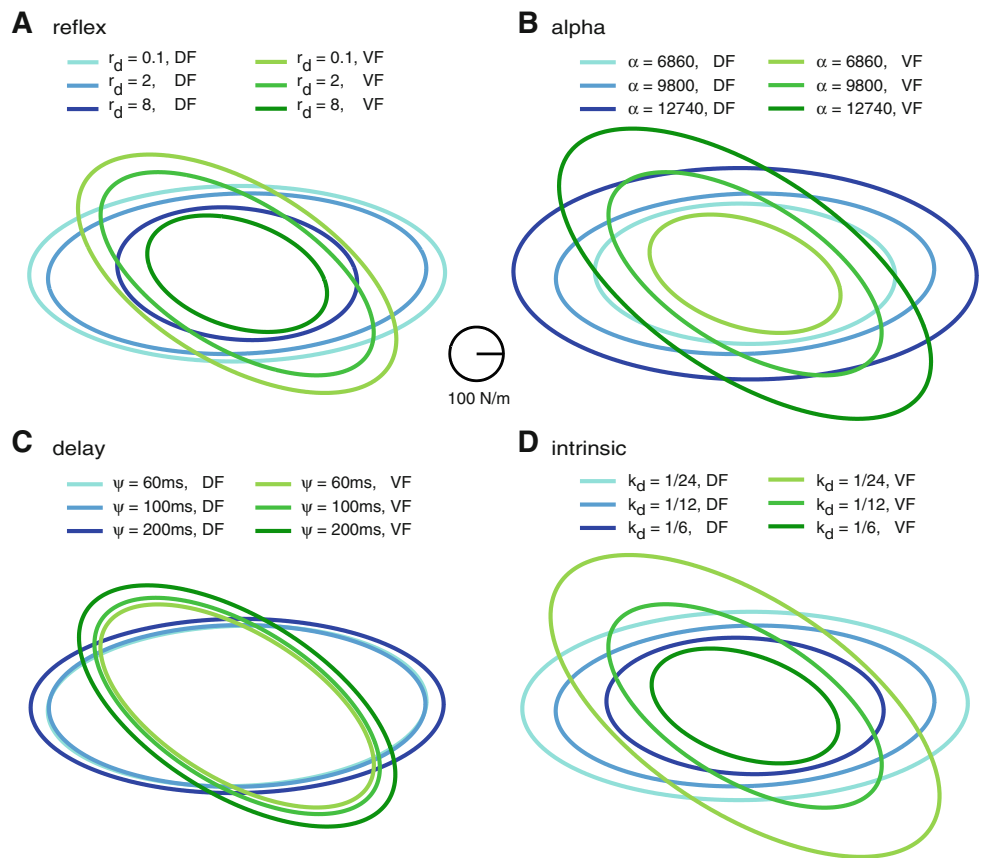 A reflex
r_d = 0.1, DF
r_d = 2, DF
r_d = 8, DF
r_d = 0.1, VF
r_d = 2, VF
r_d = 8, VF
B alpha
α = 6860, DF
α = 9800, DF
α = 12740, DF
α = 6860, VF
α = 9800, VF
α = 12740, VF
100 N/m
C delay
ψ = 60ms, DF
ψ = 100ms, DF
ψ = 200ms, DF
ψ = 60ms, VF
ψ = 100ms, VF
ψ = 200ms, VF
D intrinsic
k_d = 1/24, DF
k_d = 1/12, DF
k_d = 1/6, DF
k_d = 1/24, VF
k_d = 1/12, VF
k_d = 1/6, VF